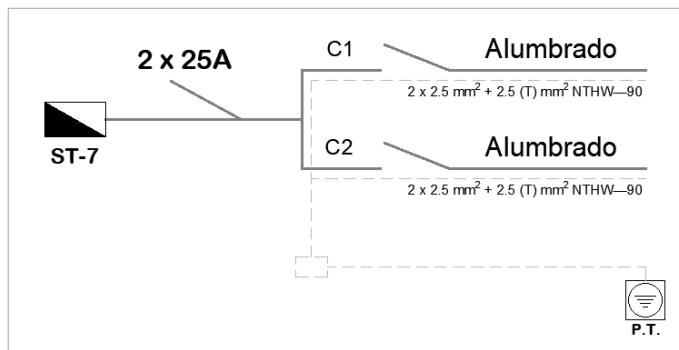 2 x 25A
C1
Alumbrado
2 x 2.5 mm² + 2.5 (T) mm² NTHW—90
ST-7
C2
Alumbrado
2 x 2.5 mm² + 2.5 (T) mm² NTHW—90
P.T.